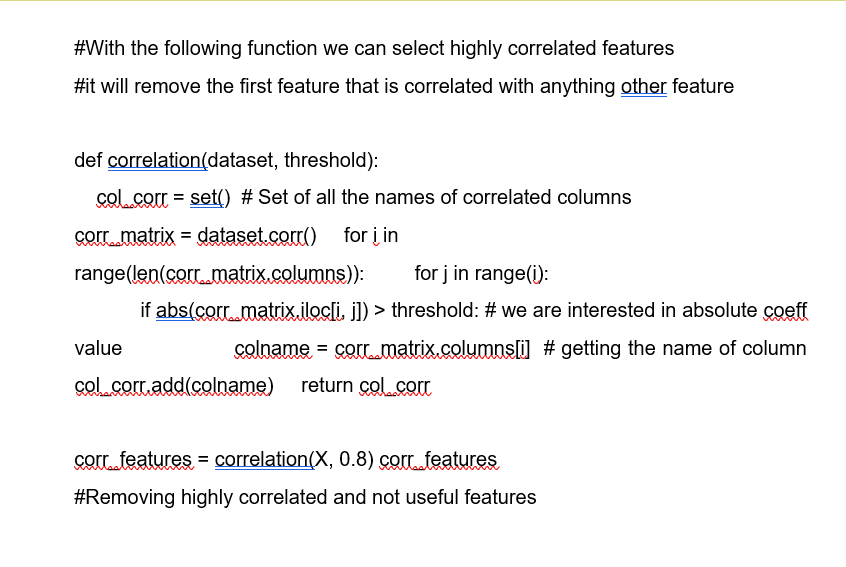 #With the following function we can select highly correlated features
#it will remove the first feature that is correlated with anything other feature
def correlation(dataset, threshold):
col_corr = set() # Set of all the names of correlated columns
corr_matrix = dataset.corr() for i in
range(len(corr_matrix.columns)): for j in range(i):
if abs(corr_matrix.iloc[i, j]) > threshold: # we are interested in absolute coeff
value colname = corr_matrix.columns[i] # getting the name of column
col_corr.add(colname) return col_corr
corr_features = correlation(X, 0.8) corr_features
#Removing highly correlated and not useful features